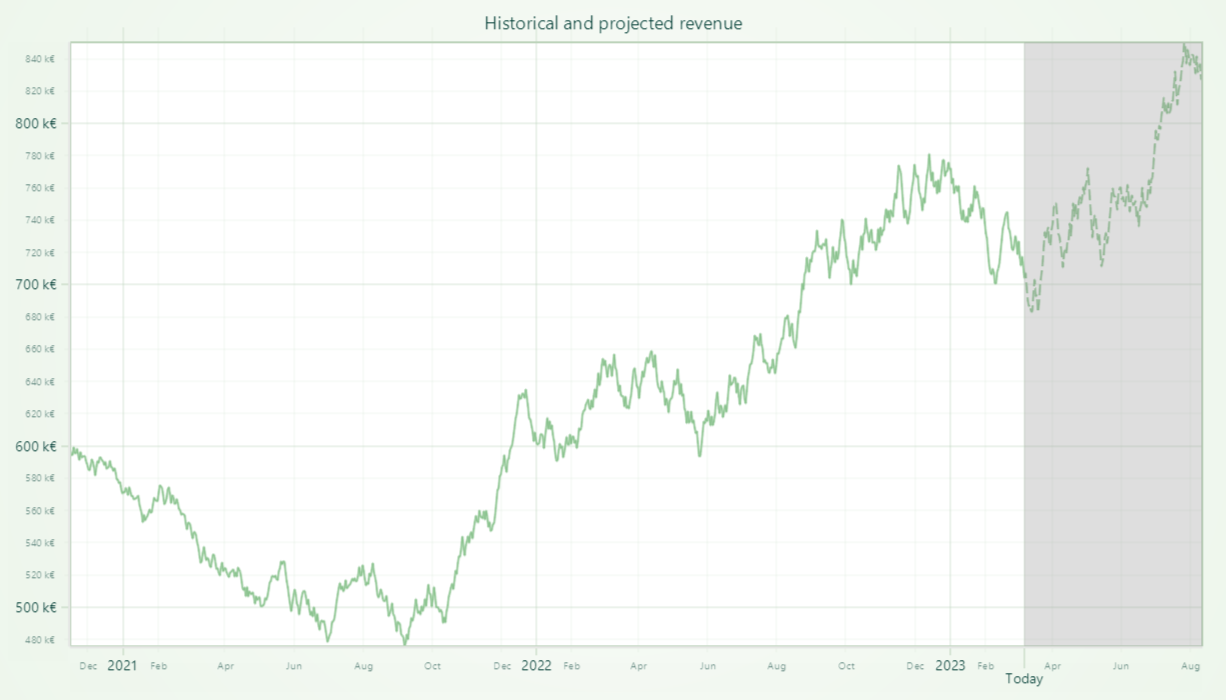 Historical and projected revenue
840 k€
820 k€
800 k€
780 k€
760 k€
740 k€
720 k€
700 k€
680 k€
660 k€
640 k€
620 k€
600 k€
580 k€
560 k€
540 k€
520 k€
500 k€
480 k€
Dec 2021 Feb Apr Jun Aug Oct Dec 2022 Feb Apr Jun Aug Oct Dec 2023 Feb Apr Jun Aug
Today